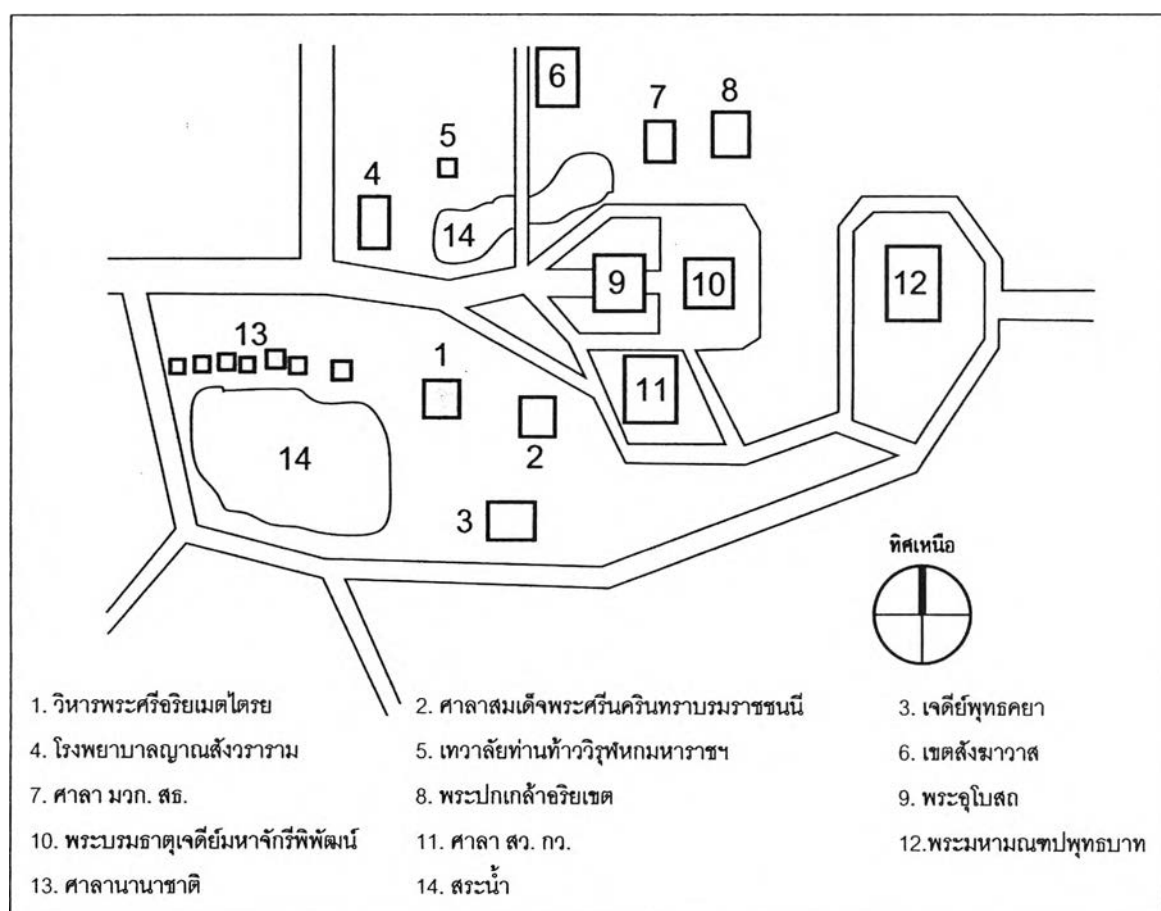 6
7
8
5
4
14
9
10
12
13
1
11
2
14
3
ทิศเหนือ
1. วิหารพระศรีอริยเมตไตรย 2. ศาลาสมเด็จพระศรีนครินทราบรมราชชนนี 3. เจดีย์พุทธคยา
4. โรงพยาบาลญาณสังวราราม 5. เทวาลัยท่านท้าววิรุฬหกมหาราชฯ 6. เขตสังฆาวาส
7. ศาลา มวก. สธ. 8. พระปกเกล้าอริยเขต 9. พระอุโบสถ
10. พระบรมธาตุเจดีย์มหาจักรีพิพัฒน์ 11. ศาลา สว. กว. 12.พระมหามณฑปพุทธบาท
13. ศาลานานาชาติ 14. สระน้ำ